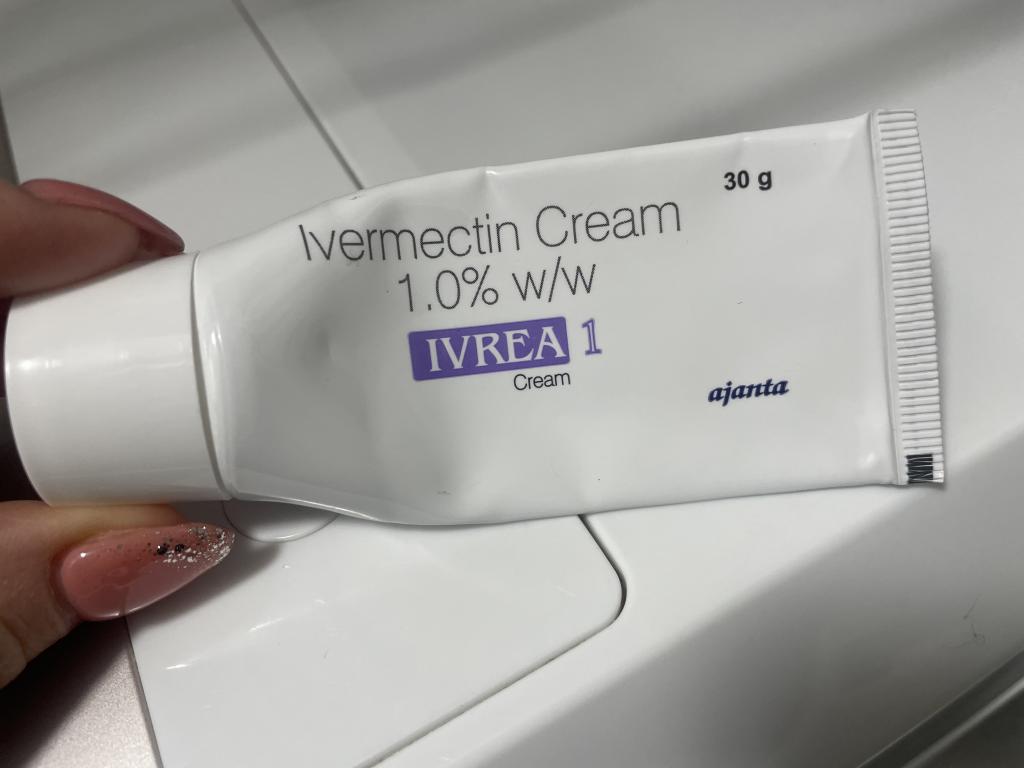 30 g
Ivermectin Cream
1.0% w/w
IVREA 1
Cream
ajanta